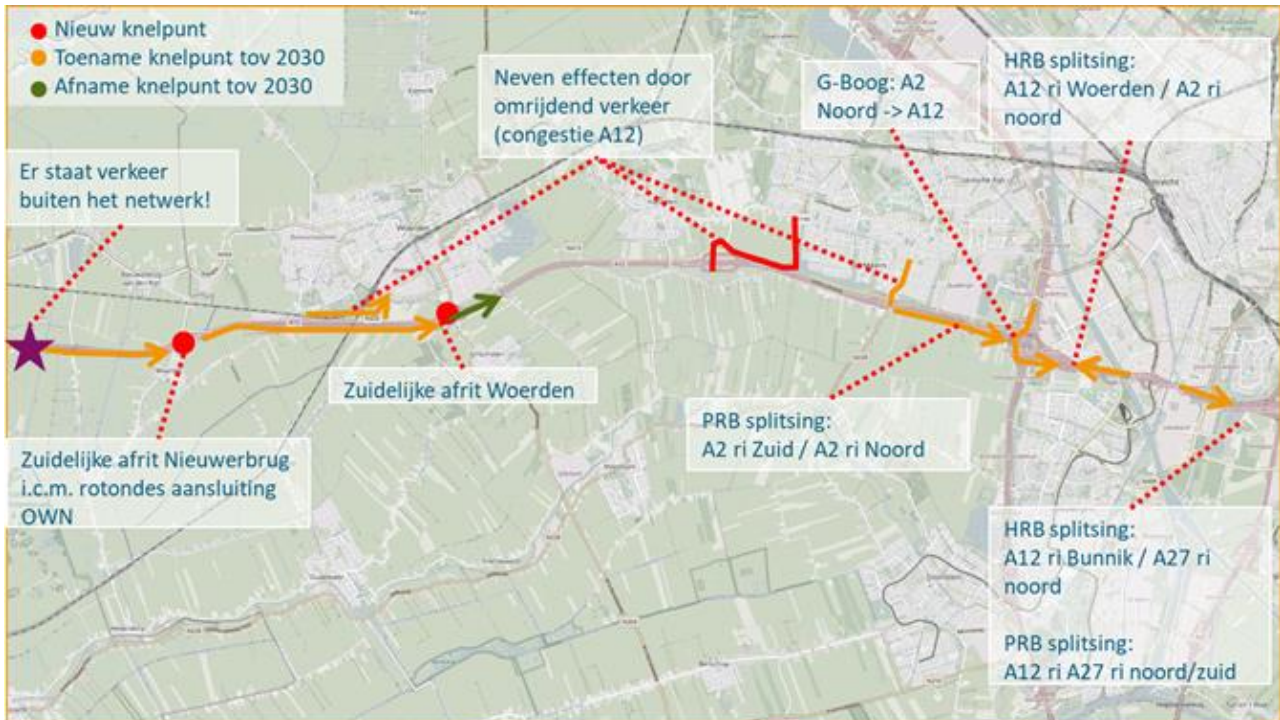 Nieuw knelpunt
Toename knelpunt tov 2030
Afname knelpunt tov 2030
Er staat verkeer
buiten het netwerk!
Neven effecten door
omrijdend verkeer
(congestie A12)
G-Boog: A2
Noord -> A12
HRB splitsing:
A12 ri Woerden / A2 ri
noord
Zuidelijke afrit Woerden
PRB splitsing:
A2 ri Zuid / A2 ri Noord
Zuidelijke afrit Nieuwerbrug
i.c.m. rotondes aansluiting
OWN
HRB splitsing:
A12 ri Bunnik / A27 ri
noord
PRB splitsing:
A12 ri A27 ri noord/zuid